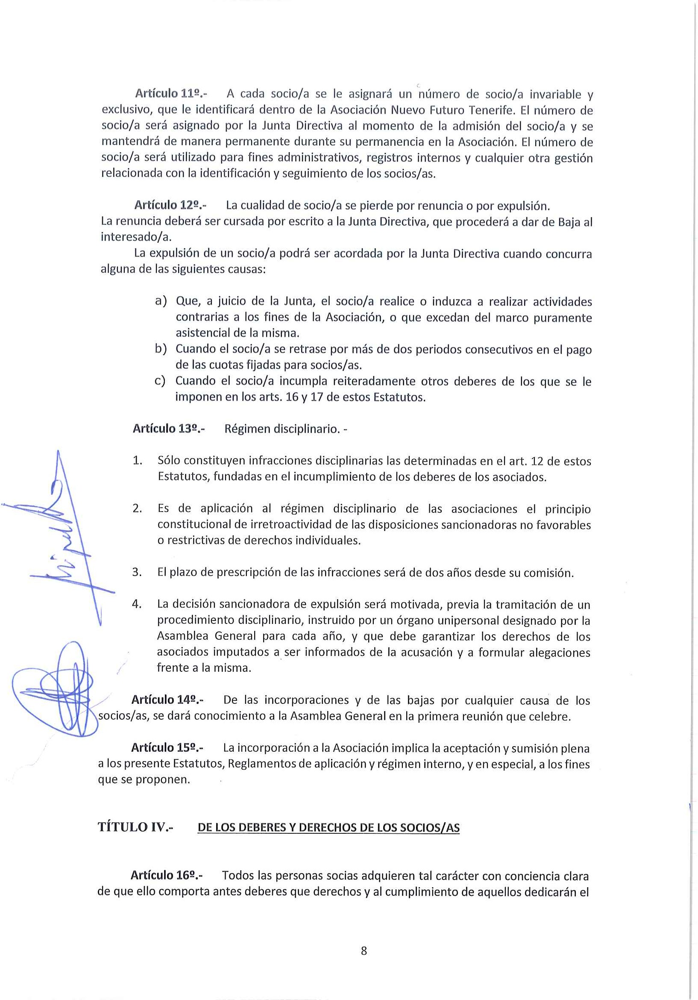 Artículo 11º.- A cada socio/a se le asignará un número de socio/a invariable y
exclusivo, que le identificará dentro de la Asociación Nuevo Futuro Tenerife. El número de
socio/a será asignado por la Junta Directiva al momento de la admisión del socio/a y se
mantendrá de manera permanente durante su permanencia en la Asociación. El número de
socio/a será utilizado para fines administrativos, registros internos y cualquier otra gestión
relacionada con la identificación y seguimiento de los socios/as.
Artículo 12º.- La cualidad de socio/a se pierde por renuncia o por expulsión.
La renuncia deberá ser cursada por escrito a la Junta Directiva, que procederá a dar de Baja al
interesado/a.
La expulsión de un socio/a podrá ser acordada por la Junta Directiva cuando concurra
alguna de las siguientes causas:
a) Que, a juicio de la Junta, el socio/a realice o induzca a realizar actividades
contrarias a los fines de la Asociación, o que excedan del marco puramente
asistencial de la misma.
b) Cuando el socio/a se retrase por más de dos periodos consecutivos en el pago
de las cuotas fijadas para socios/as.
c) Cuando el socio/a incumpla reiteradamente otros deberes de los que se le
imponen en los arts. 16 y 17 de estos Estatutos.
Artículo 13º.- Régimen disciplinario. -
1. Sólo constituyen infracciones disciplinarias las determinadas en el art. 12 de estos
Estatutos, fundadas en el incumplimiento de los deberes de los asociados.
2. Es de aplicación al régimen disciplinario de las asociaciones el principio
constitucional de irretroactividad de las disposiciones sancionadoras no favorables
o restrictivas de derechos individuales.
3. El plazo de prescripción de las infracciones será de dos años desde su comisión.
4. La decisión sancionadora de expulsión será motivada, previa la tramitación de un
procedimiento disciplinario, instruido por un órgano unipersonal designado por la
Asamblea General para cada año, y que debe garantizar los derechos de los
asociados imputados a ser informados de la acusación y a formular alegaciones
frente a la misma.
Artículo 14º.- De las incorporaciones y de las bajas por cualquier causa de los
socios/as, se dará conocimiento a la Asamblea General en la primera reunión que celebre.
Artículo 15º.- La incorporación a la Asociación implica la aceptación y sumisión plena
a los presente Estatutos, Reglamentos de aplicación y régimen interno, y en especial, a los fines
que se proponen.
TÍTULO IV.- DE LOS DEBERES Y DERECHOS DE LOS SOCIOS/AS
Artículo 16º.- Todos las personas socias adquieren tal carácter con conciencia clara
de que ello comporta antes deberes que derechos y al cumplimiento de aquellos dedicarán el
8